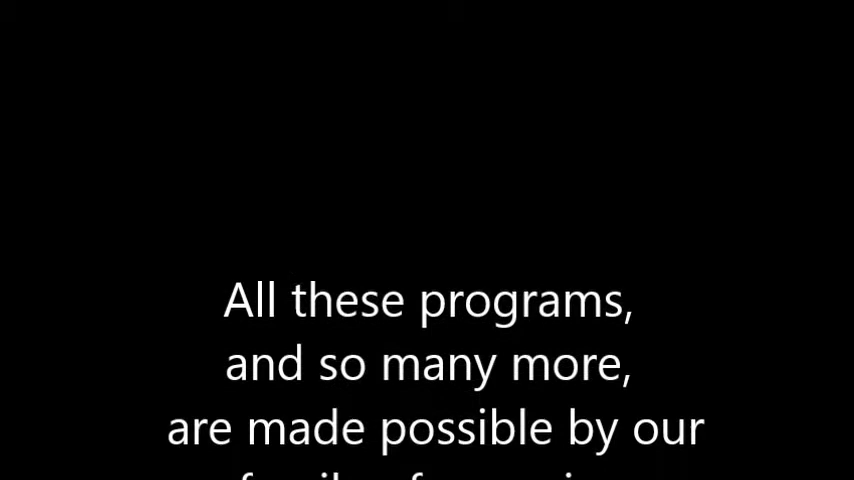 All these programs,
and so many more,
are made possible by our